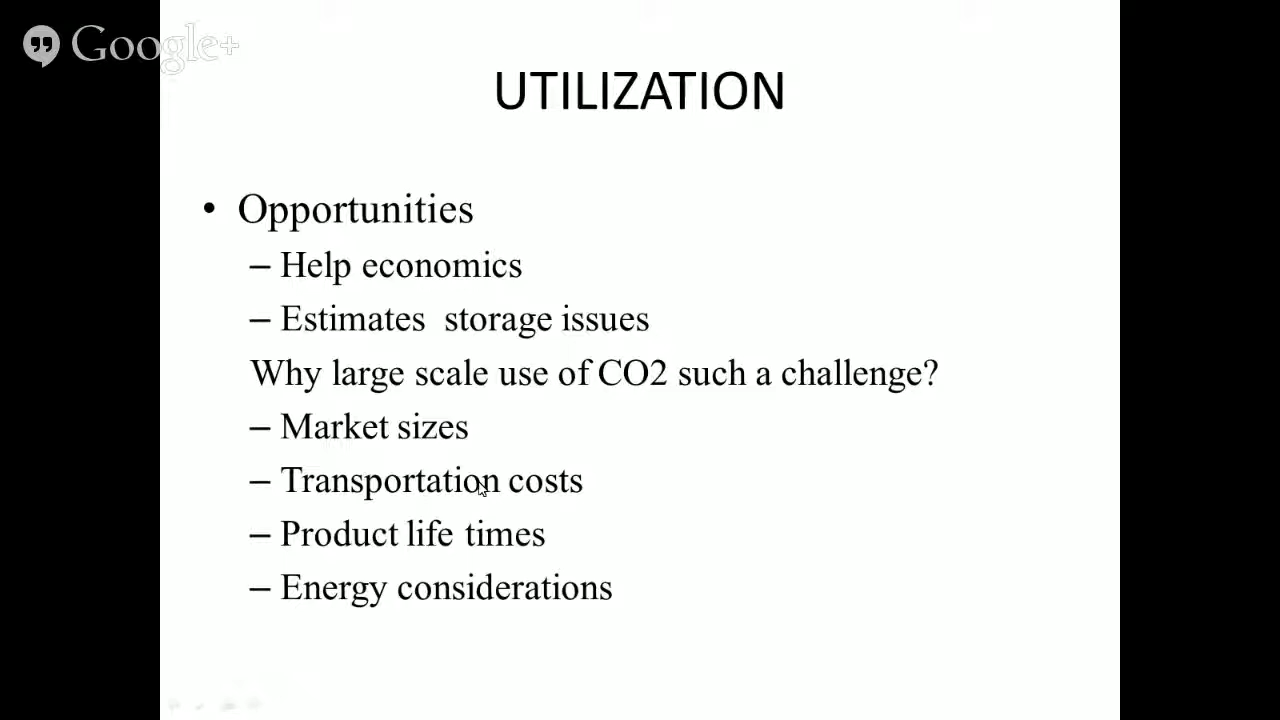 Google+
UTILIZATION
• Opportunities
– Help economics
– Estimates storage issues
Why large scale use of CO2 such a challenge?
– Market sizes
– Transportation costs
– Product life times
– Energy considerations